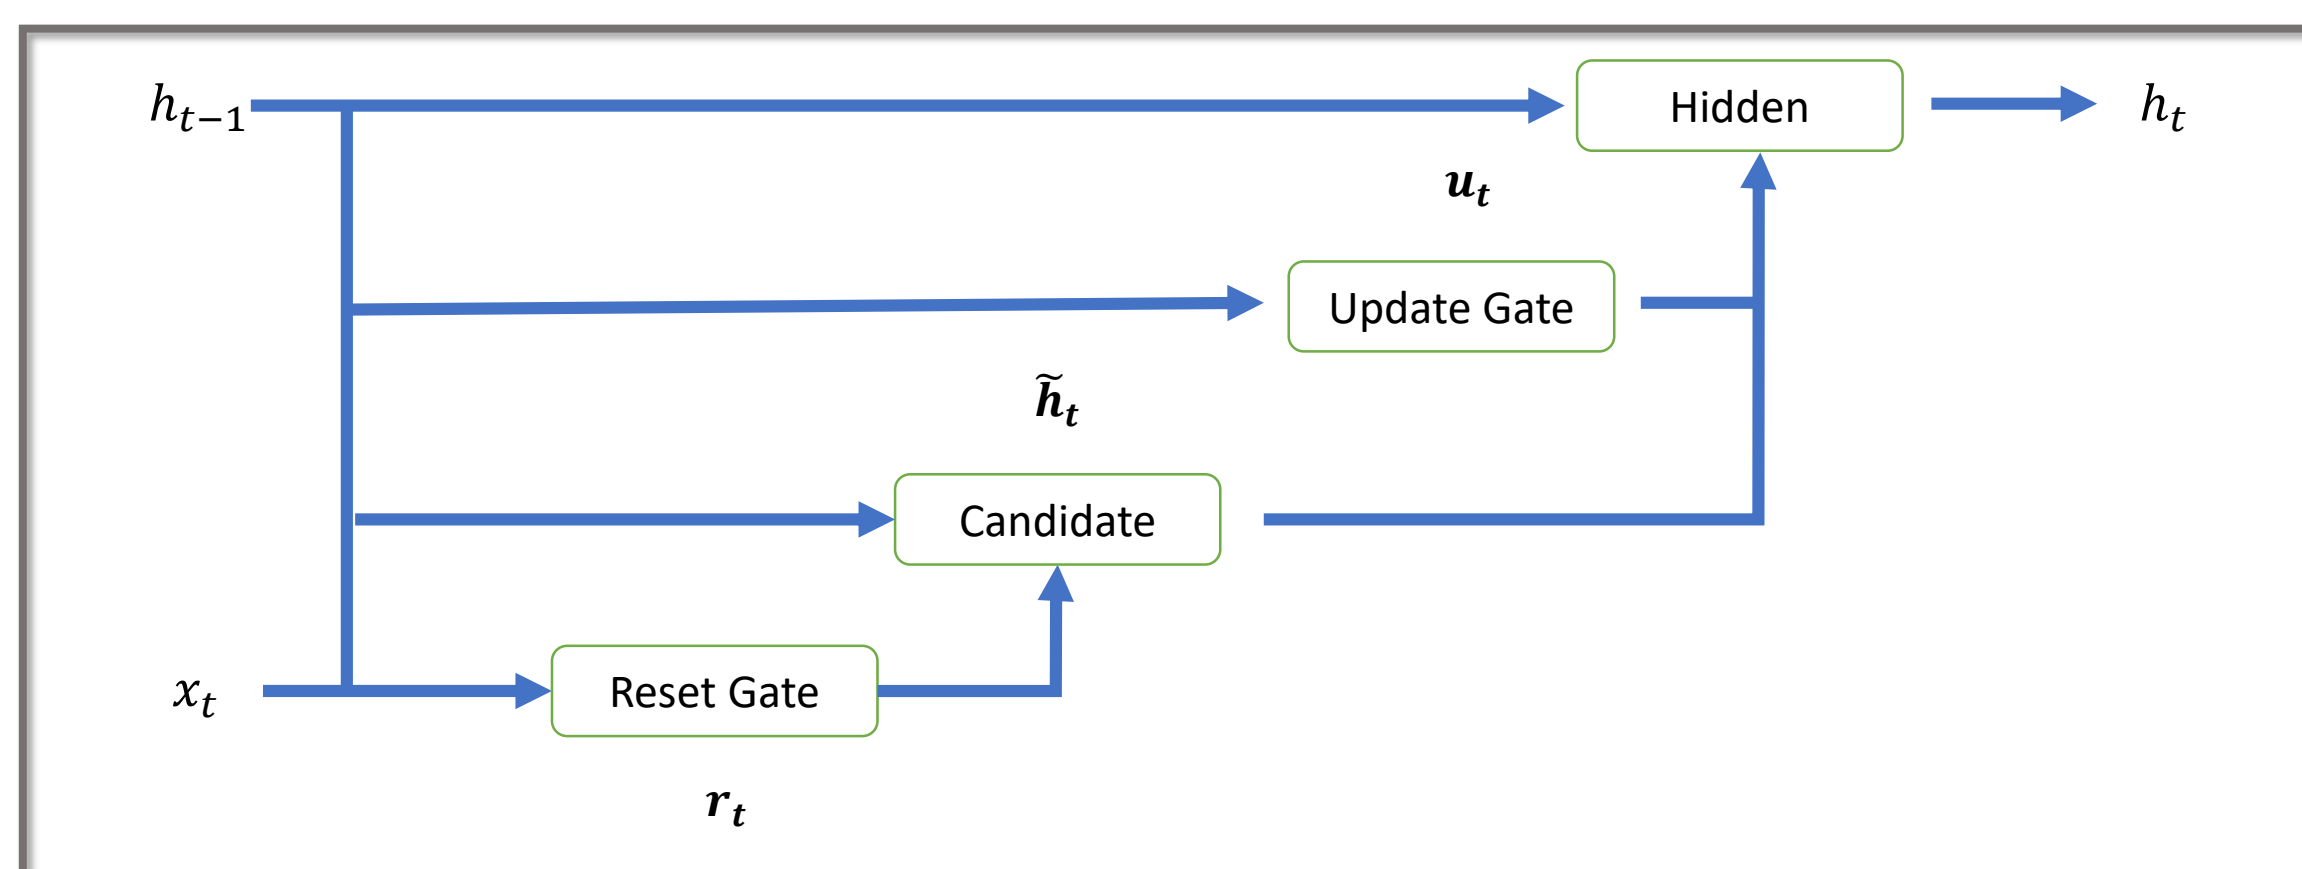 h_{t-1}
Hidden
h_t
u_t
Update Gate
h̃_t
Candidate
x_t
Reset Gate
r_t